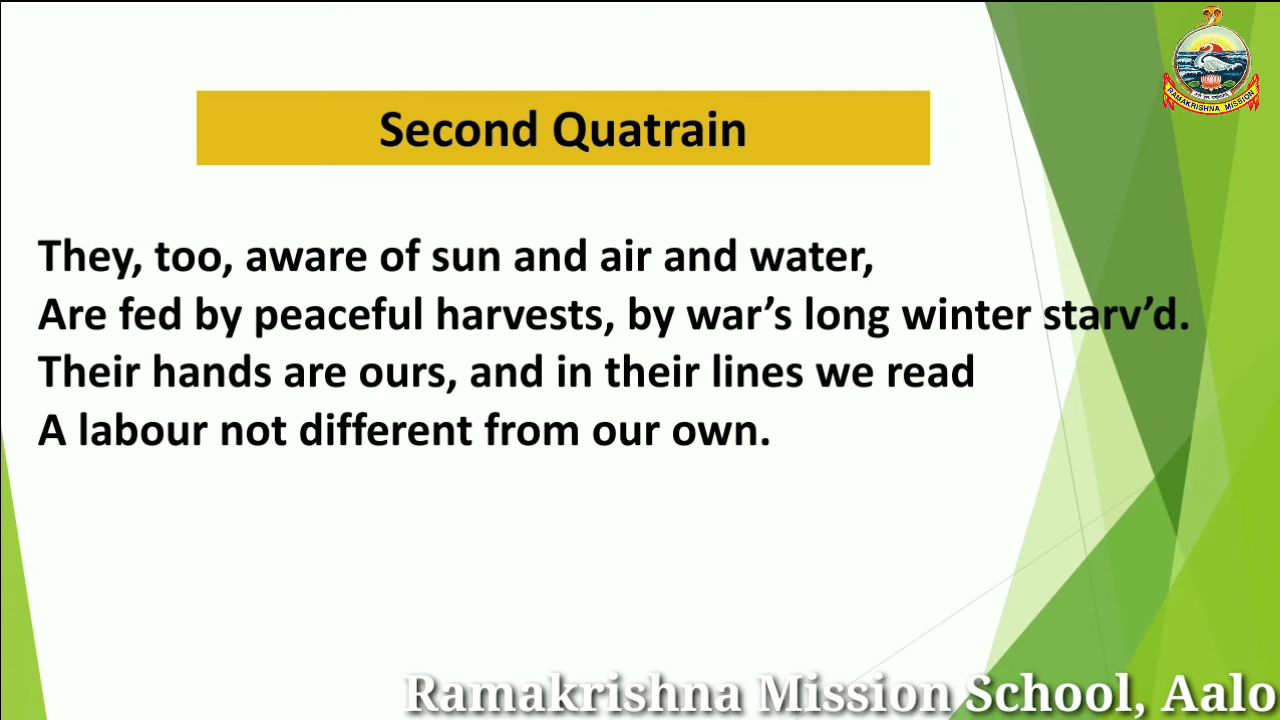 Second Quatrain
They, too, aware of sun and air and water,
Are fed by peaceful harvests, by war’s long winter starv’d.
Their hands are ours, and in their lines we read
A labour not different from our own.
RAMAKRISHNA MISSION
Ramakrishna Mission School, Aalo